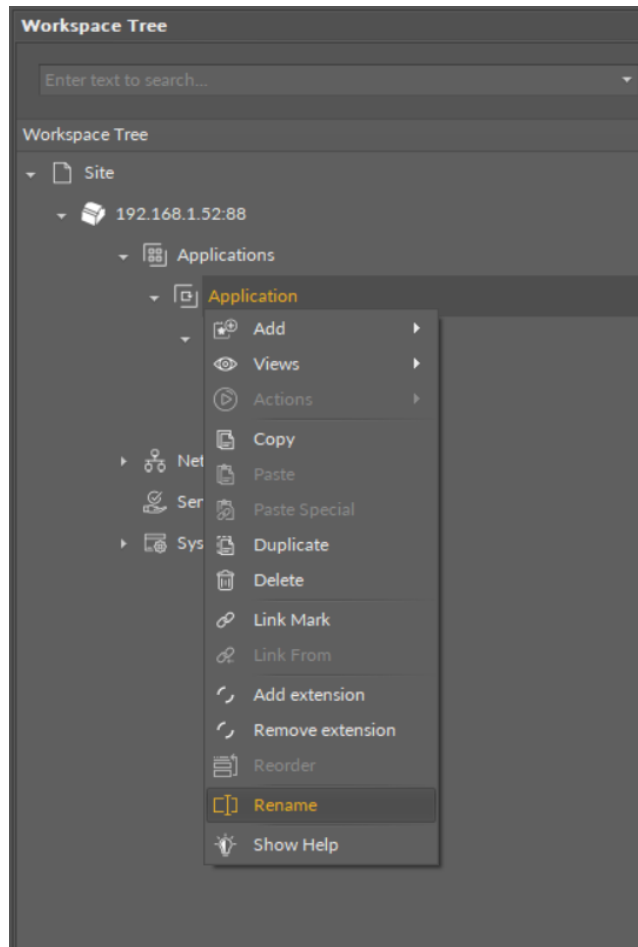 Workspace Tree
Enter text to search...
Workspace Tree
Site
192.168.1.52:88
Applications
Application
Add
Views
Actions
Copy
Net
Paste
Ser
Paste Special
Sys
Duplicate
Delete
Link Mark
Link From
Add extension
Remove extension
Reorder
Rename
Show Help